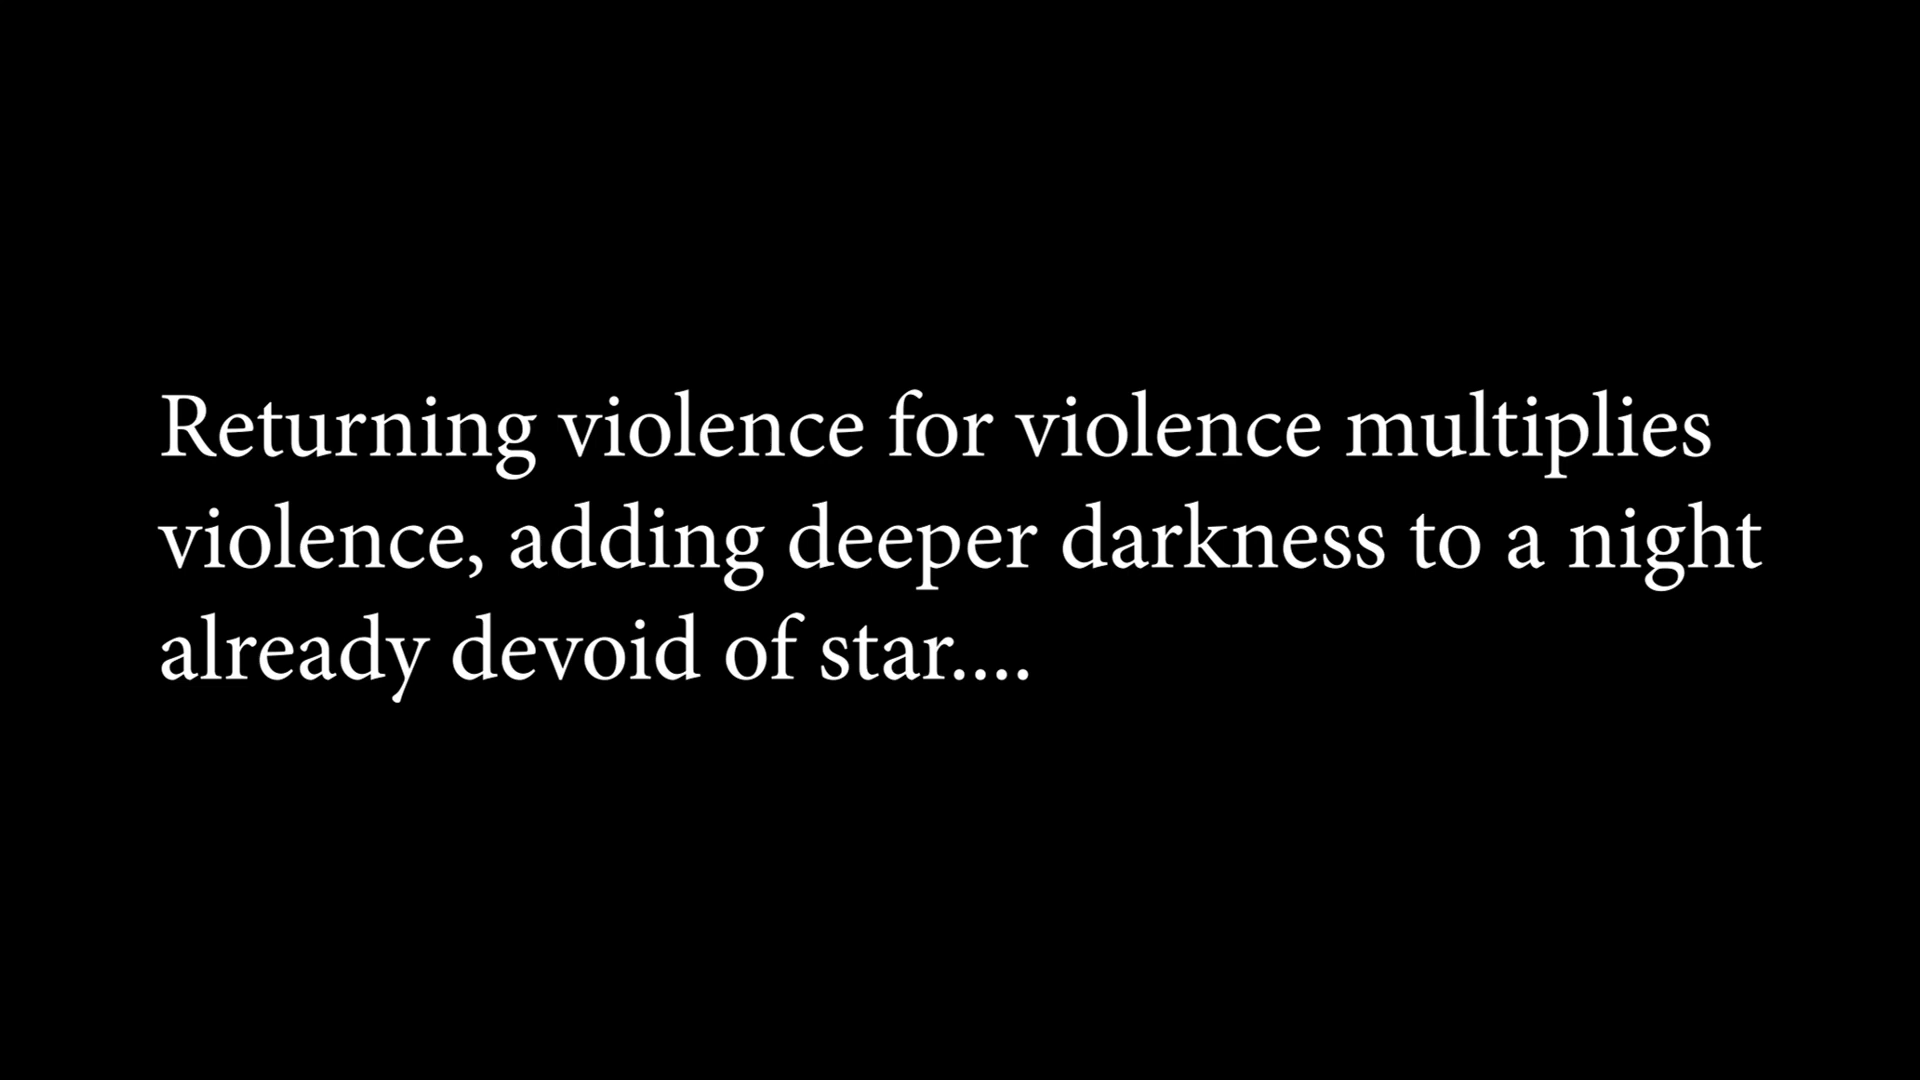 Returning violence for violence multiplies
violence, adding deeper darkness to a night
already devoid of star....